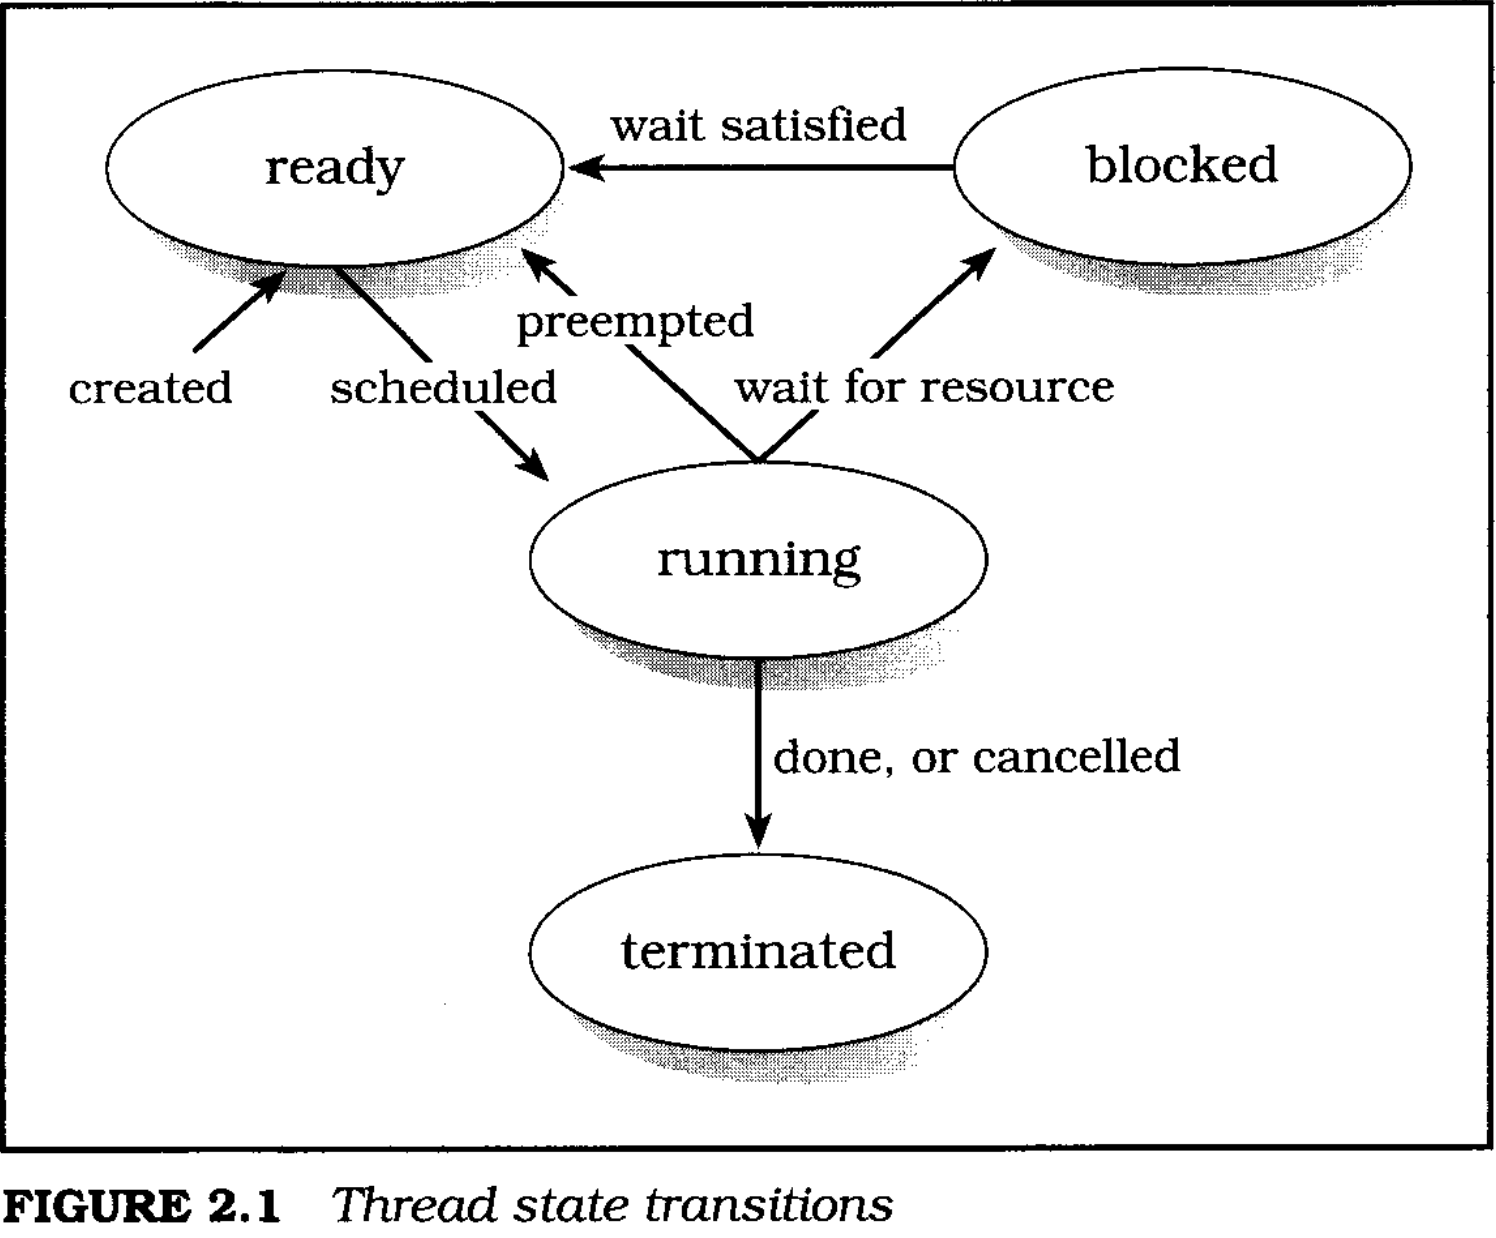 ready
wait satisfied
blocked
preempted
created
scheduled
wait for resource
running
done, or cancelled
terminated
FIGURE 2.1 Thread state transitions